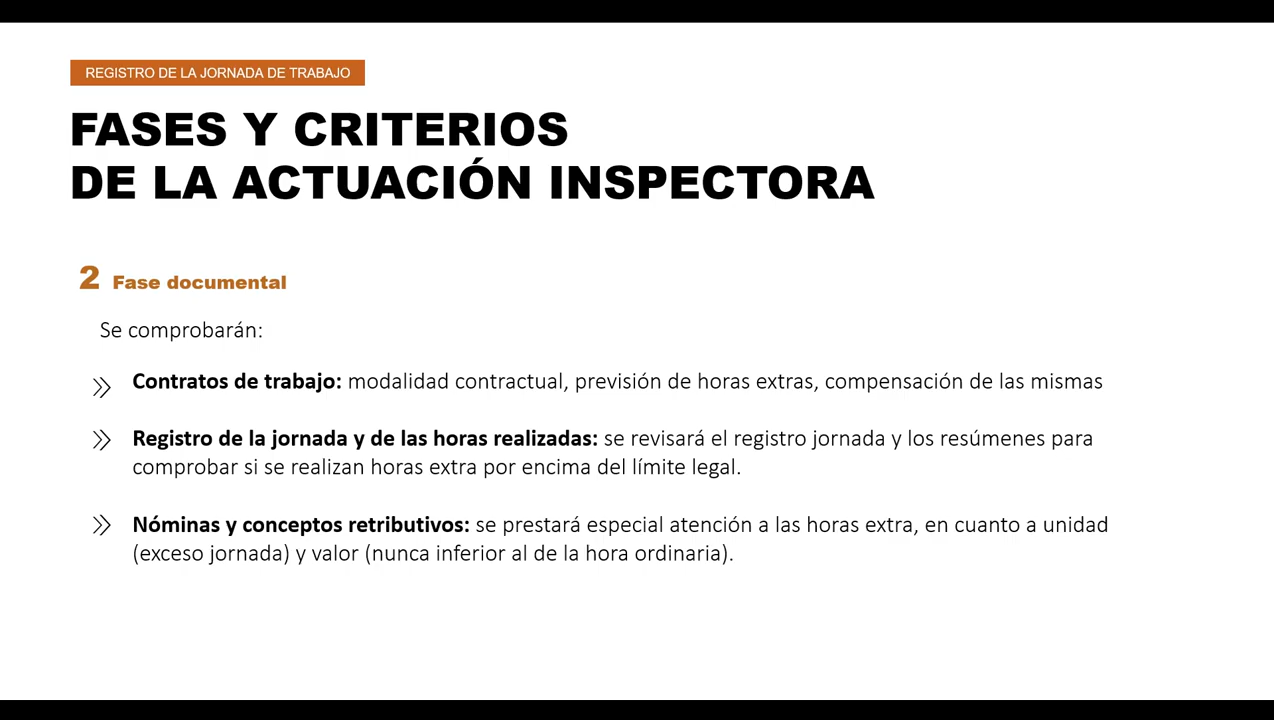 REGISTRO DE LA JORNADA DE TRABAJO
FASES Y CRITERIOS
DE LA ACTUACIÓN INSPECTORA
2 Fase documental
Se comprobarán:
Contratos de trabajo: modalidad contractual, previsión de horas extras, compensación de las mismas
Registro de la jornada y de las horas realizadas: se revisará el registro jornada y los resúmenes para
comprobar si se realizan horas extra por encima del límite legal.
Nóminas y conceptos retributivos: se prestará especial atención a las horas extra, en cuanto a unidad
(exceso jornada) y valor (nunca inferior al de la hora ordinaria).